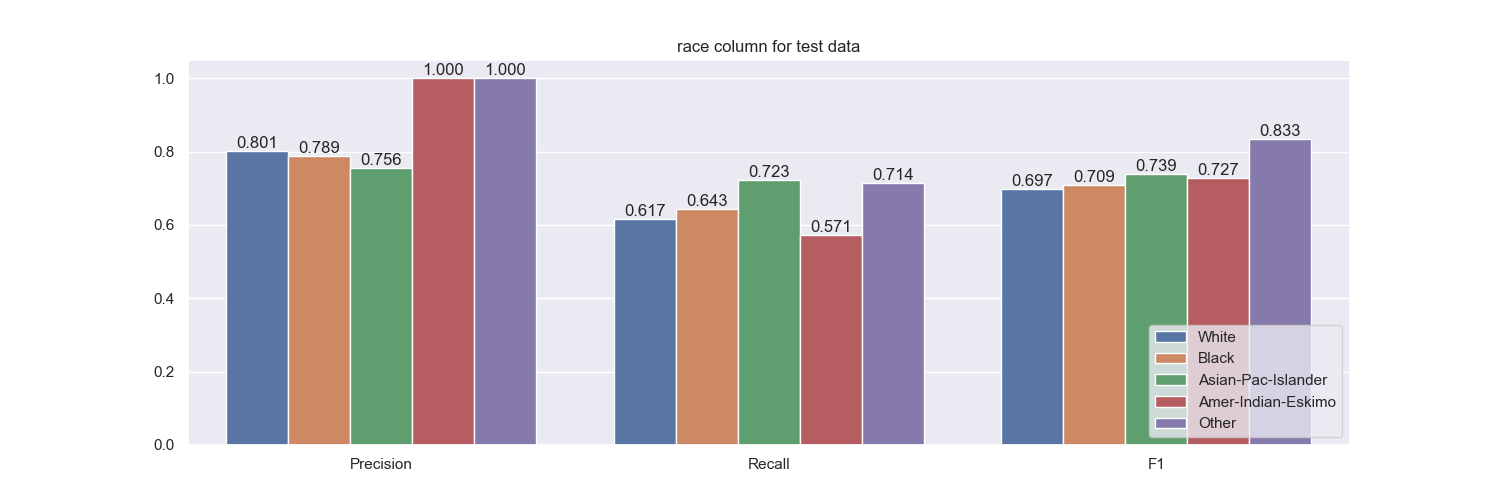 race column for test data
1.0
0.8
0.6
0.4
0.2
0.0
0.801
0.789
0.756
1.000
1.000
0.617
0.643
0.723
0.571
0.714
0.697
0.709
0.739
0.727
0.833
White
Black
Asian-Pac-Islander
Amer-Indian-Eskimo
Other
Precision
Recall
F1